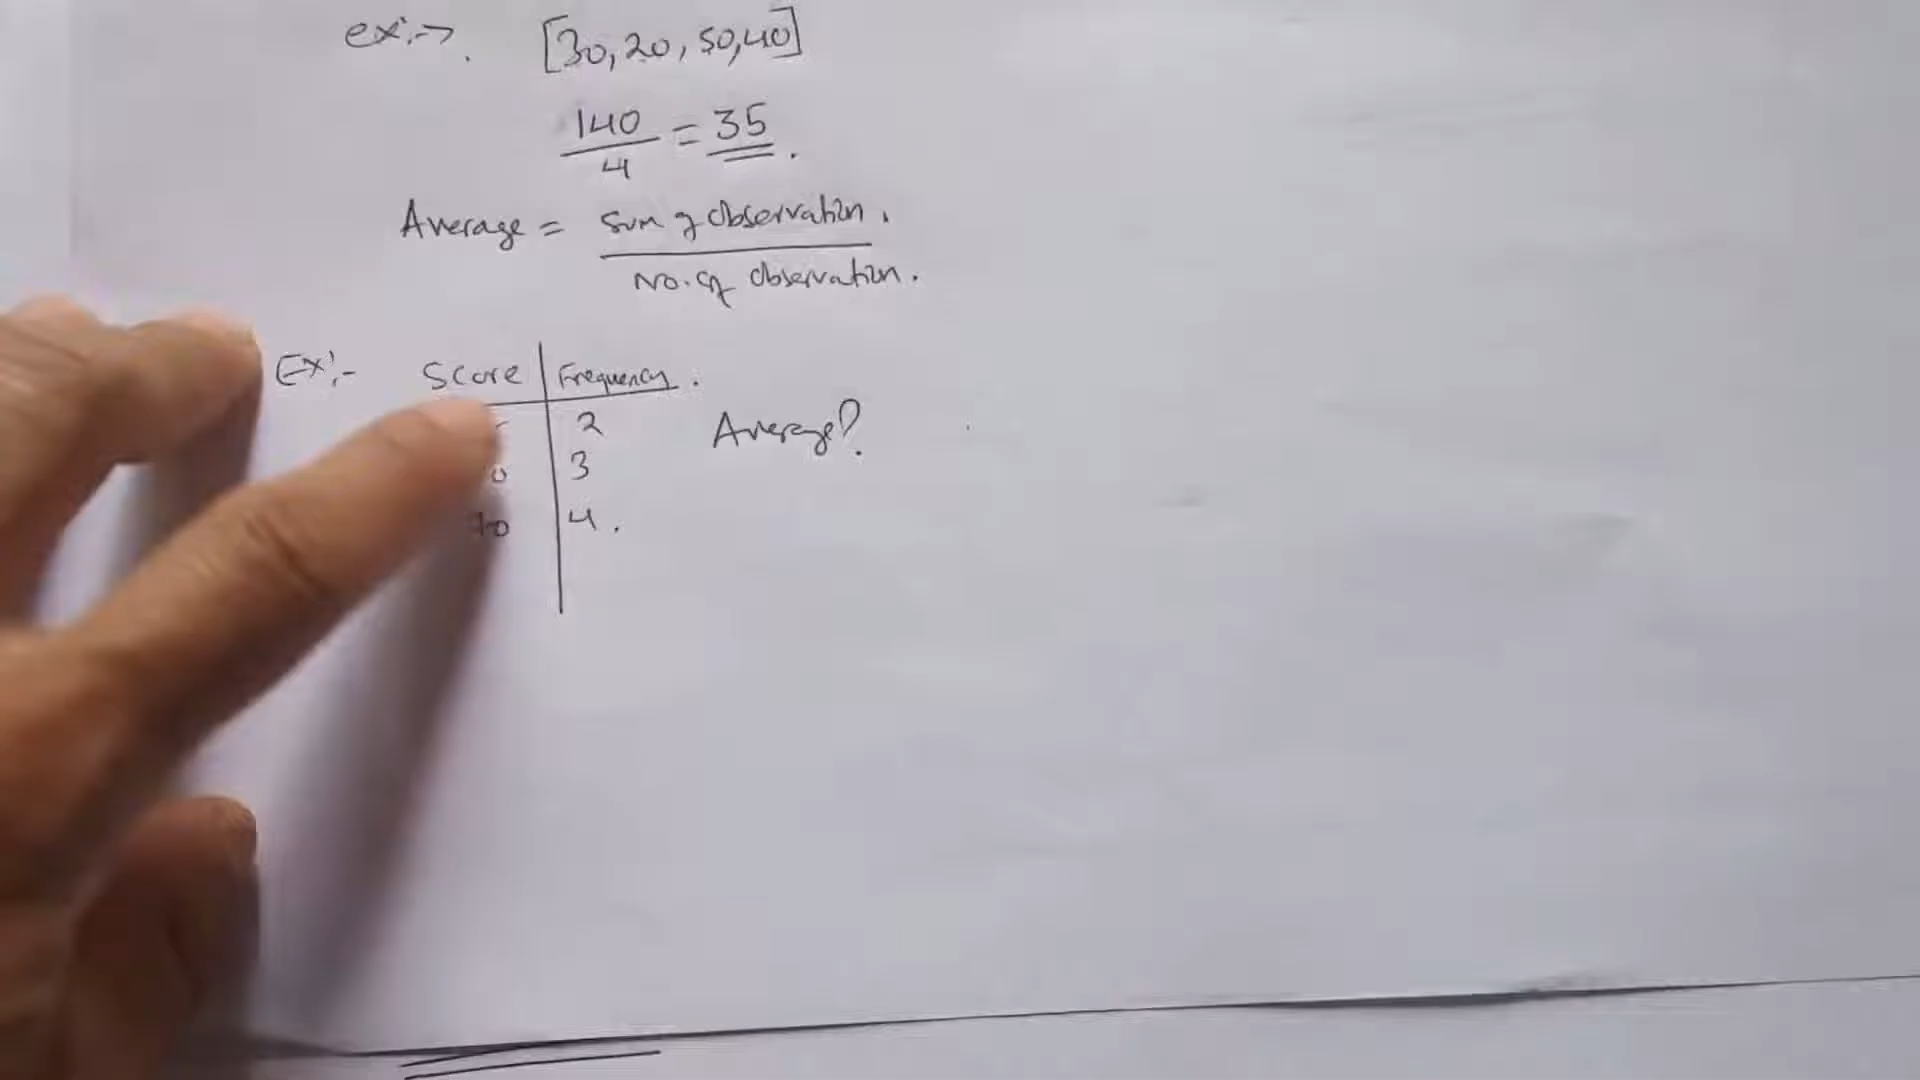 ex:→. [30, 20, 50, 40]
140/4 = 35.
Average = sum of observation.
No. of observation.
Ex:- Score | Frequency.
2
3
4.
Average?